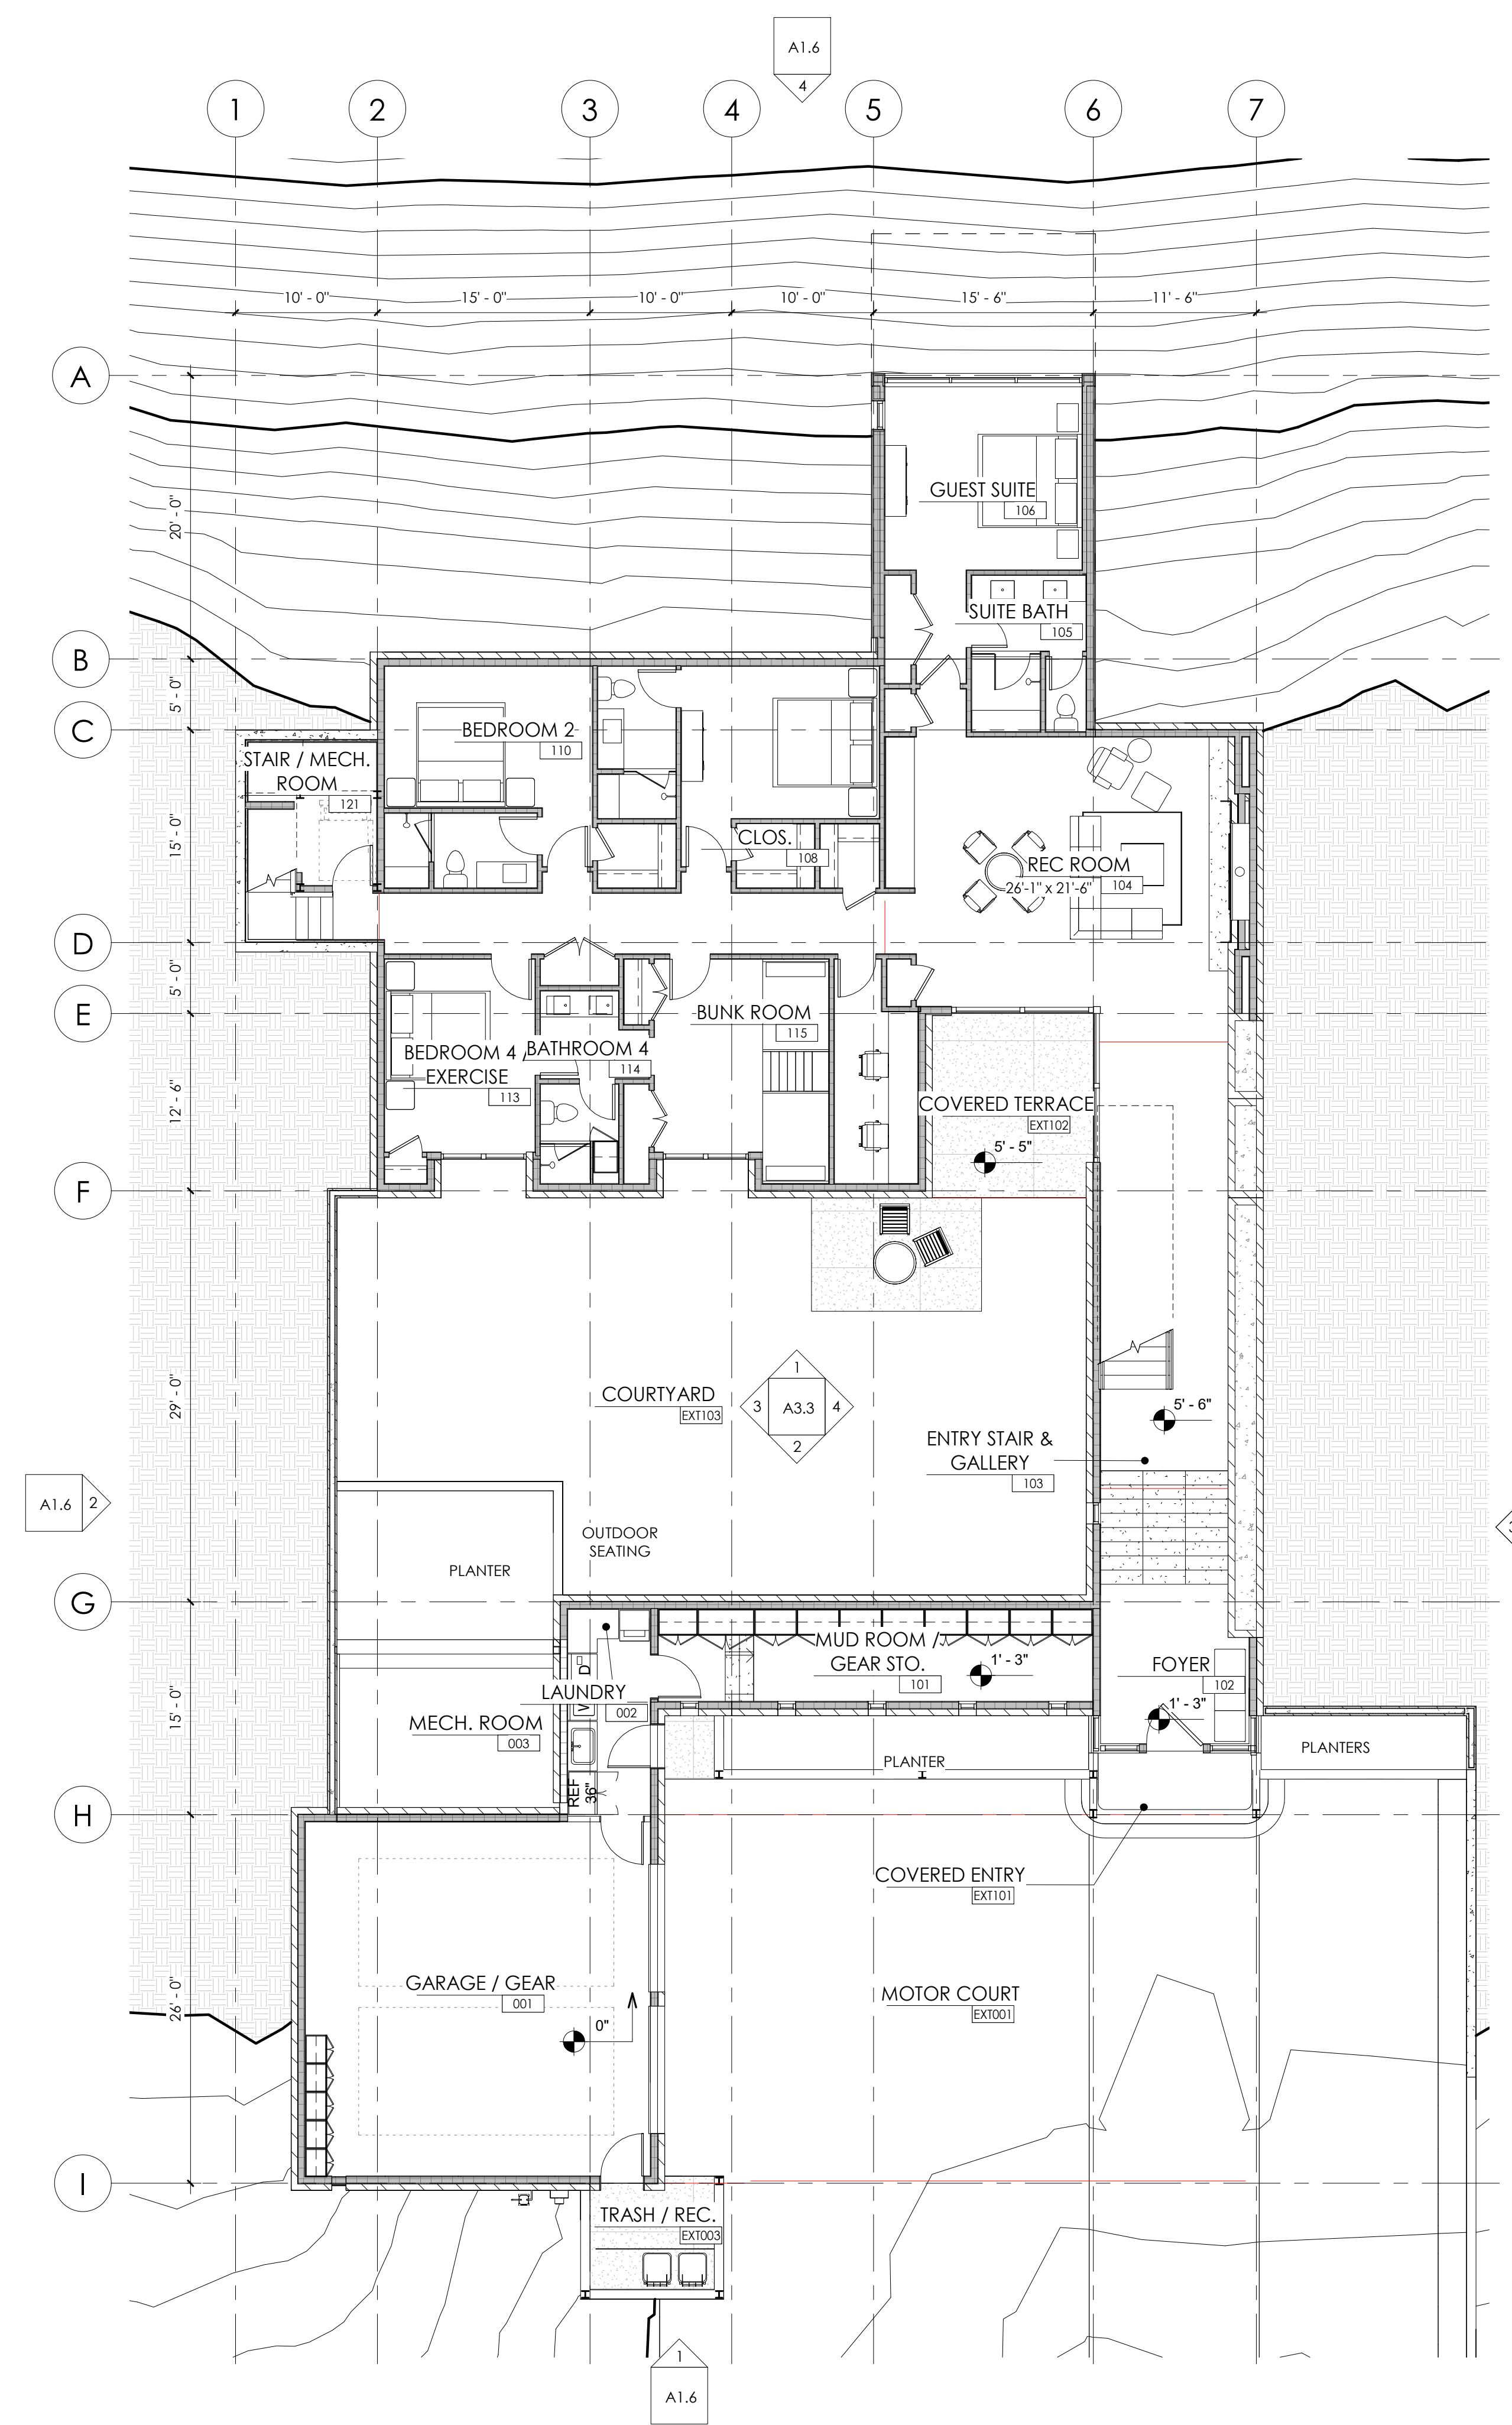 A1.6
4
1
2
3
4
5
6
7
10' - 0"
15' - 0"
10' - 0"
10' - 0"
15' - 6"
11' - 6"
A
20' - 0"
GUEST SUITE
106
SUITE BATH
105
B
5' - 0"
C
BEDROOM 2
110
STAIR / MECH.
ROOM
121
15' - 0"
CLOS.
108
REC ROOM
26'-1" x 21'-6"
104
D
5' - 0"
E
BUNK ROOM
115
BEDROOM 4 /
EXERCISE
113
BATHROOM 4
114
12' - 6"
COVERED TERRACE
EXT102
5' - 5"
F
29' - 0"
COURTYARD
EXT103
1
3
A3.3
4
2
5' - 6"
ENTRY STAIR &
GALLERY
103
A1.6
2
OUTDOOR
SEATING
PLANTER
G
MUD ROOM /
GEAR STO.
101
1' - 3"
FOYER
102
1' - 3"
D
W
LAUNDRY
002
15' - 0"
MECH. ROOM
003
PLANTER
PLANTERS
REF
36"
H
COVERED ENTRY
EXT101
GARAGE / GEAR
001
26' - 0"
0"
MOTOR COURT
EXT001
I
TRASH / REC.
EXT003
1
A1.6